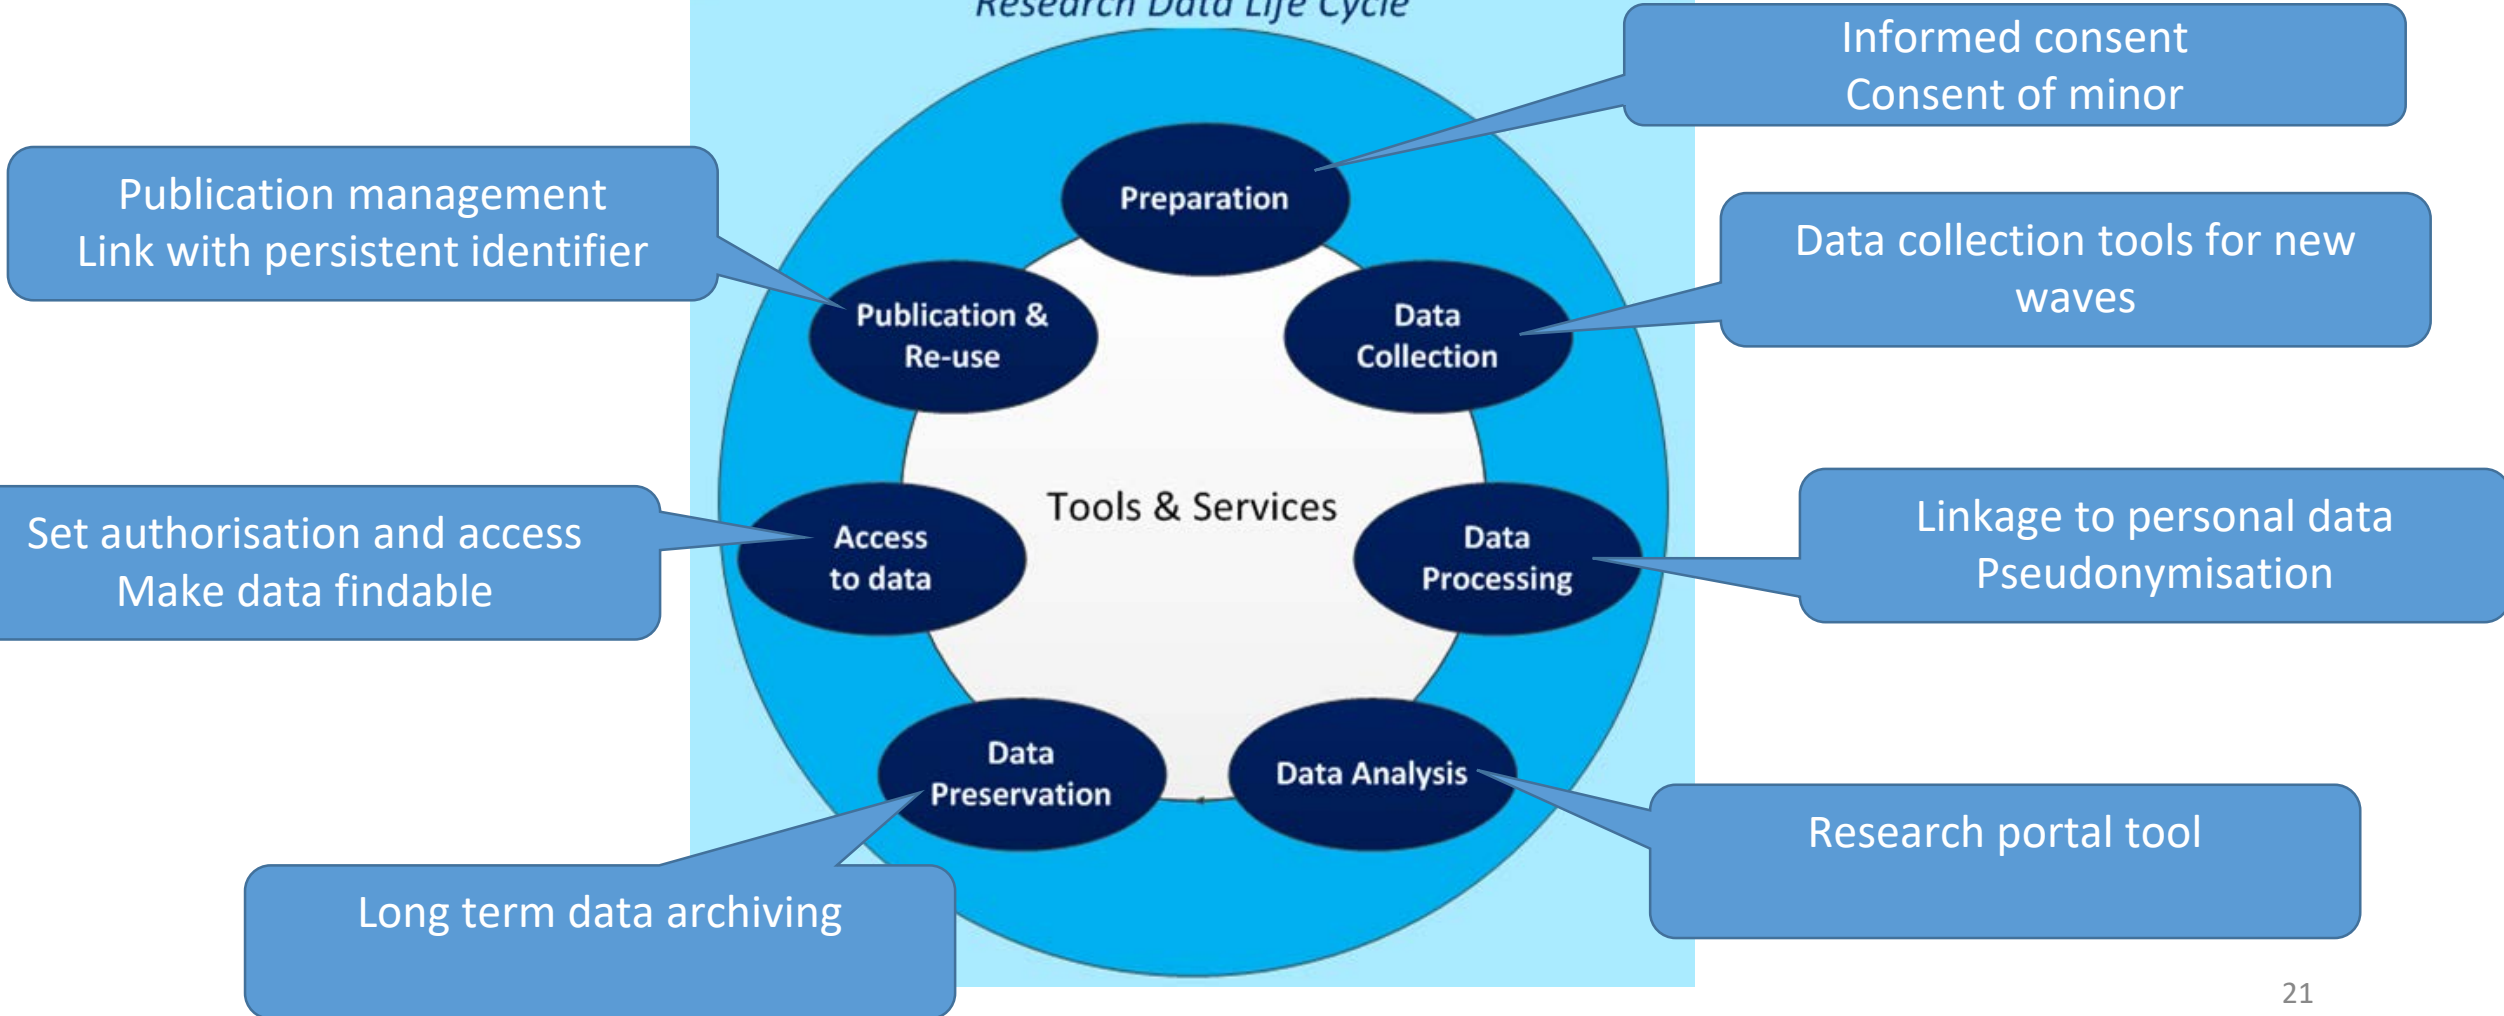 Research Data Life Cycle
Informed consent
Consent of minor
Preparation
Publication management
Link with persistent identifier
Data collection tools for new
waves
Publication &
Re-use
Data
Collection
Set authorisation and access
Make data findable
Tools & Services
Linkage to personal data
Pseudonymisation
Access
to data
Data
Processing
Data
Preservation
Data Analysis
Research portal tool
Long term data archiving
21